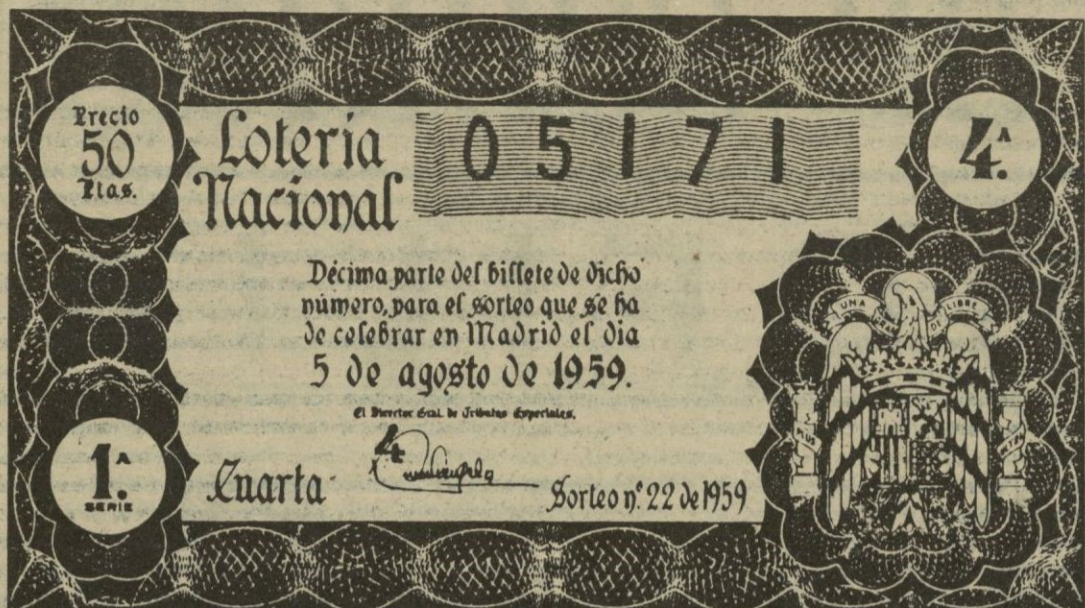 Precio
50
Ptas.
Lotería
Nacional
05171
4.ª
Décima parte del billete de dicho
número, para el sorteo que se ha
de celebrar en Madrid el día
5 de agosto de 1959.
El Director Gral. de Tributos Especiales,
UNA
LIBRE
1.ª
SERIE
4
Cuarta
Sorteo nº. 22 de 1959